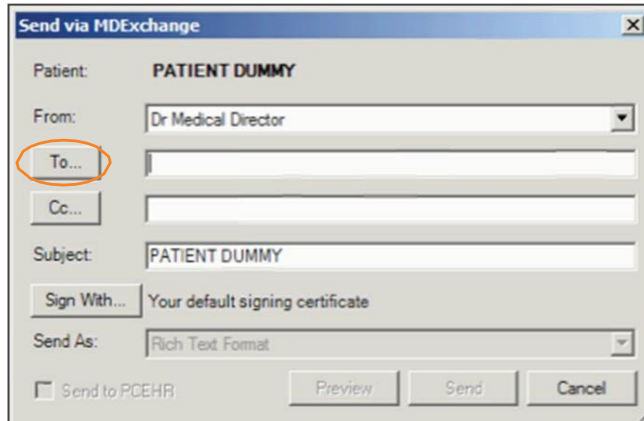 Send via MDExchange
Patient: PATIENT DUMMY
From: Dr Medical Director
To...
Cc...
Subject: PATIENT DUMMY
Sign With... Your default signing certificate
Send As: Rich Text Format
Send to PCEHR Preview Send Cancel